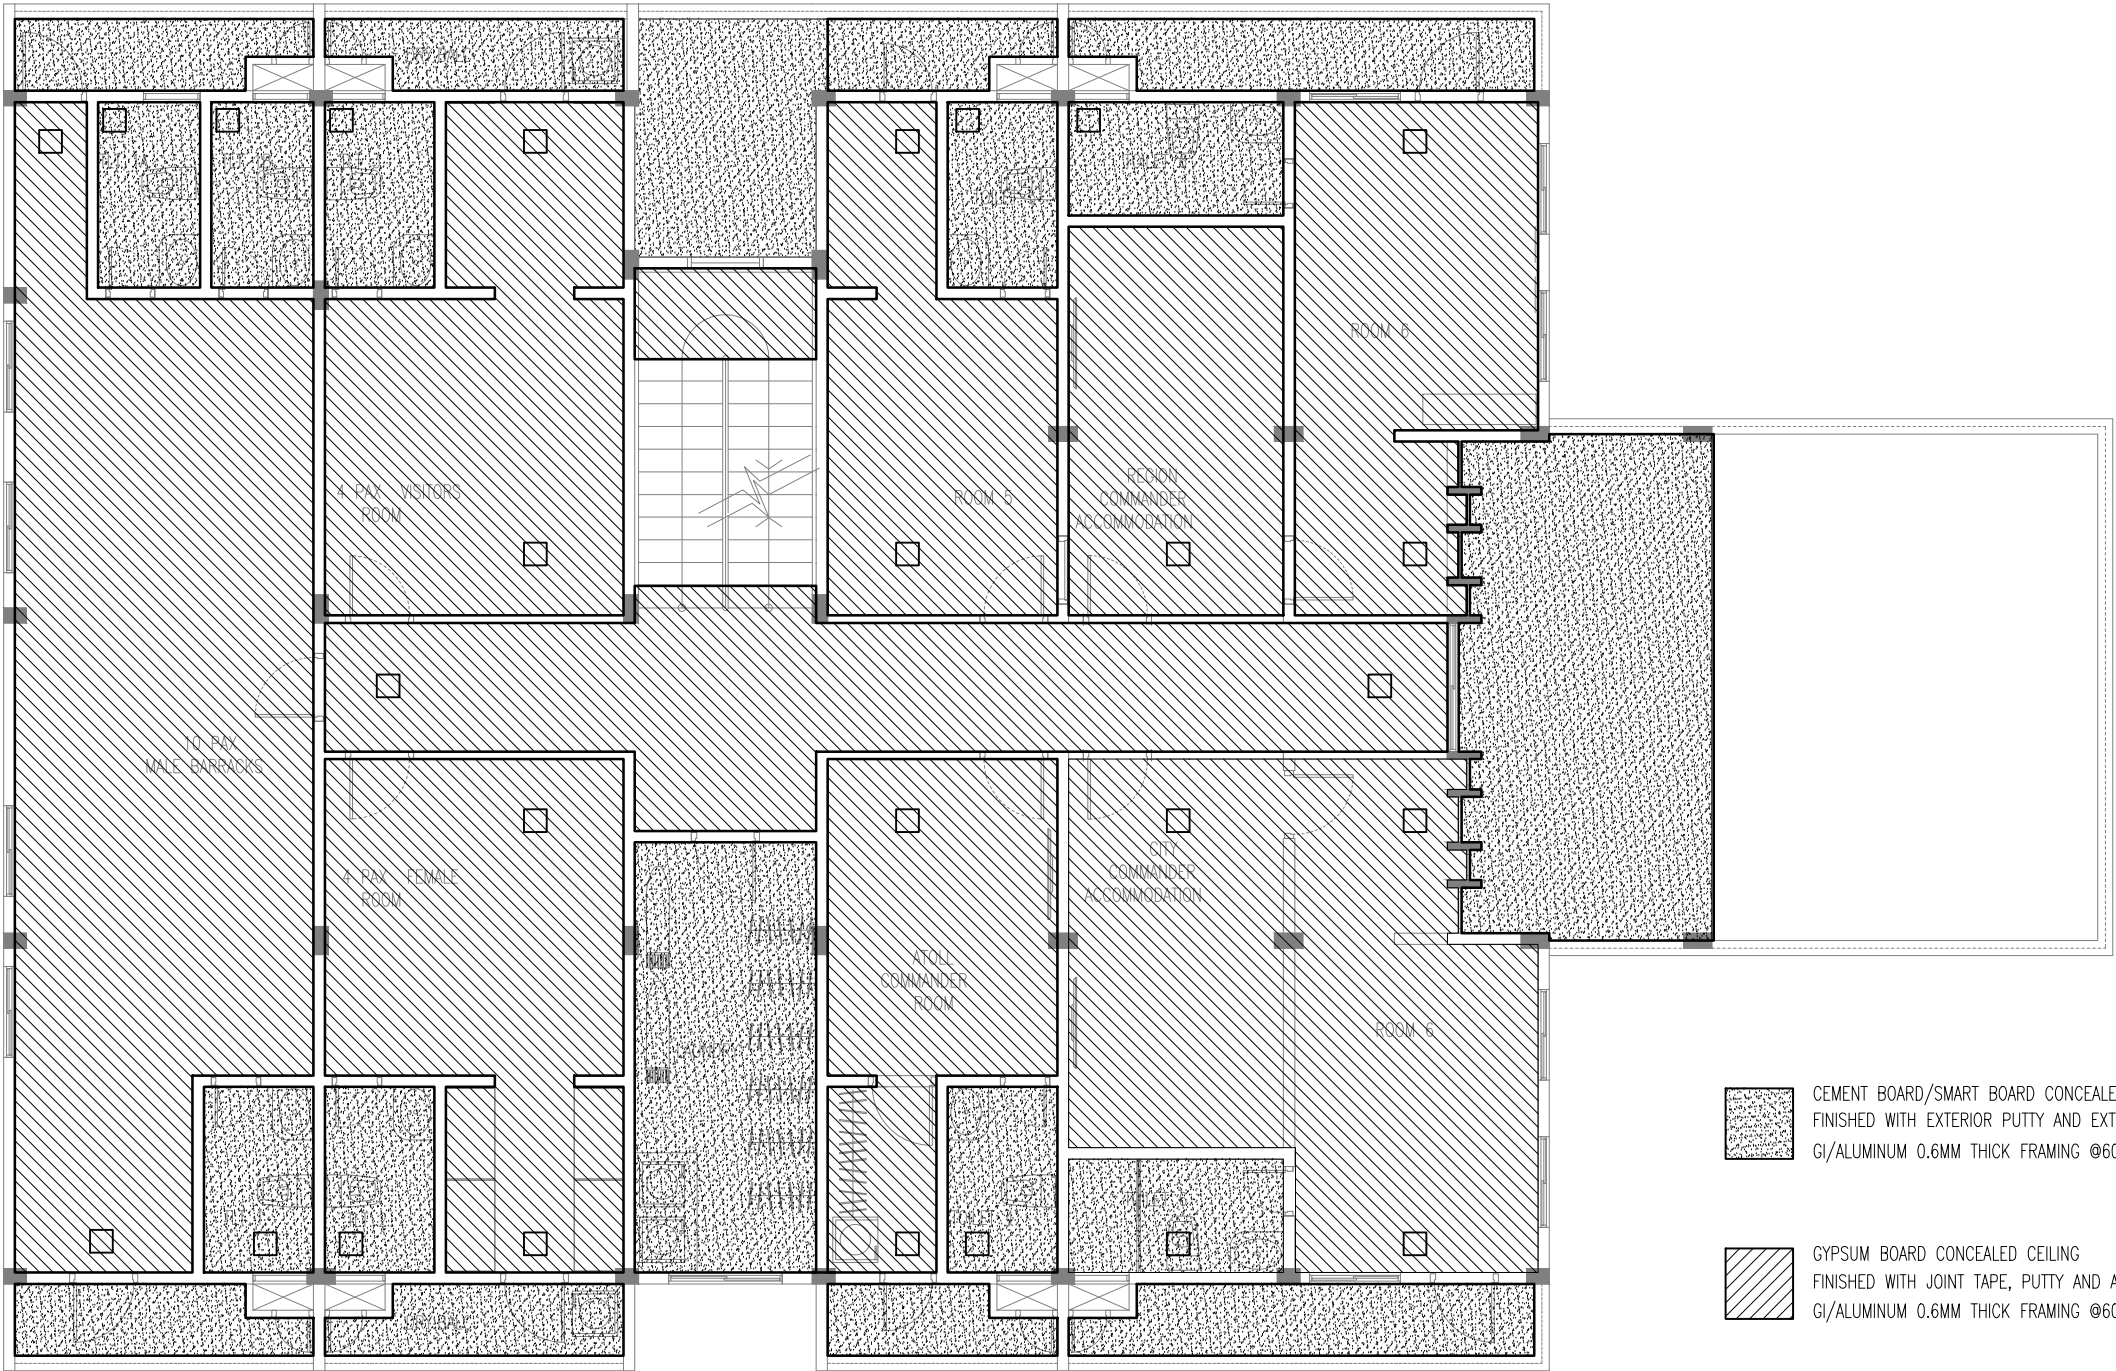 ROOM 6
4 PAX VISITORS
ROOM
ROOM 5
REGION
COMMANDER
ACCOMMODATION
10 PAX
MALE BARRACKS
4 PAX FEMALE
ROOM
CITY
COMMANDER
ACCOMMODATION
ATOLL
COMMANDER
ROOM
ROOM 6
CEMENT BOARD/SMART BOARD CONCEALE
FINISHED WITH EXTERIOR PUTTY AND EXT
GI/ALUMINUM 0.6MM THICK FRAMING @60
GYPSUM BOARD CONCEALED CEILING
FINISHED WITH JOINT TAPE, PUTTY AND A
GI/ALUMINUM 0.6MM THICK FRAMING @60